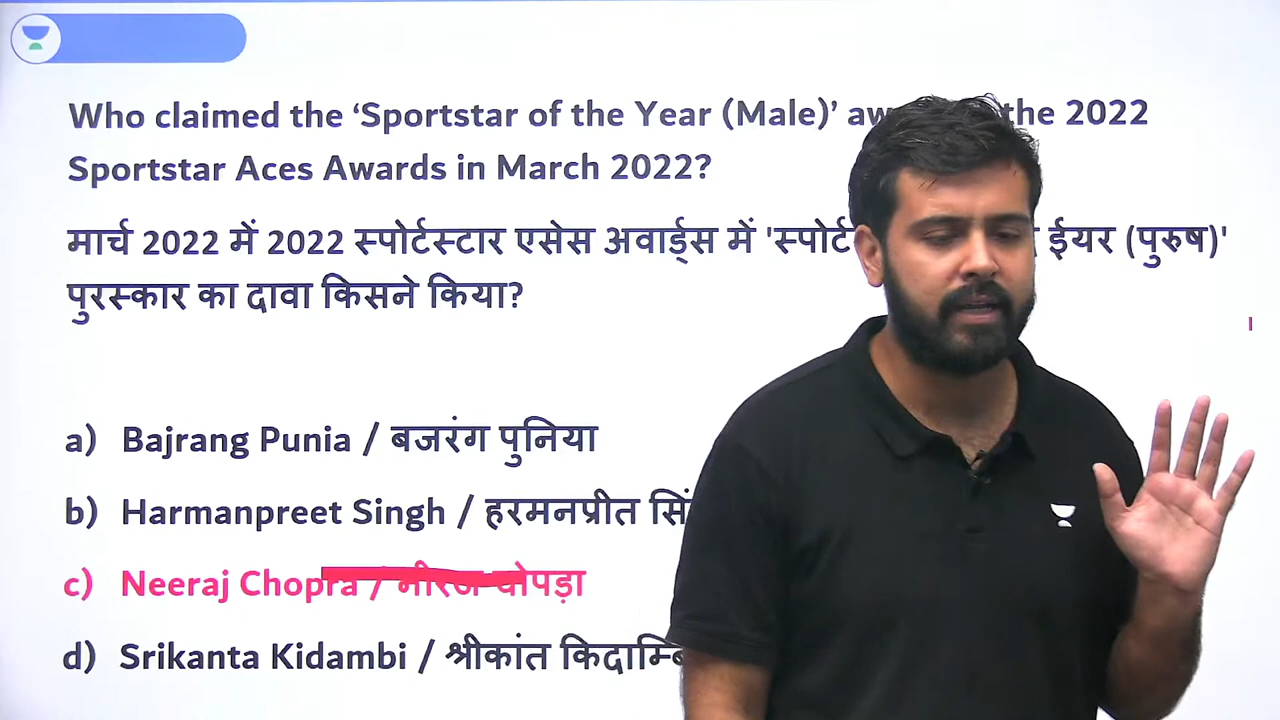 Who claimed the ‘Sportstar of the Year (Male)’ the 2022
Sportstar Aces Awards in March 2022?
मार्च 2022 में 2022 स्पोर्टस्टार एसेस अवार्ड्स में ईयर (पुरुष)'
पुरस्कार का दावा किसने किया?
a) Bajrang Punia / बजरंग पुनिया
b) Harmanpreet Singh / हरमनप्रीत
c) Neeraj Chopra / नीरज चोपड़ा
d) Srikanta Kidambi / श्रीकांत